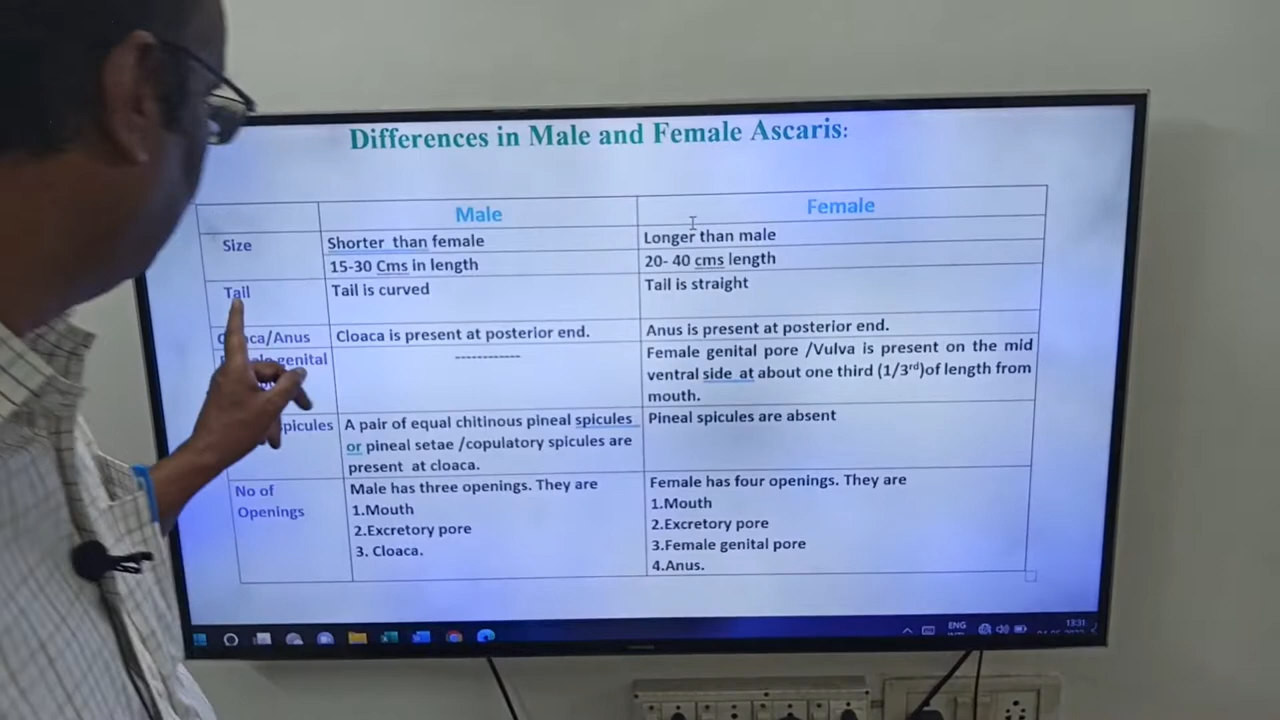 Differences in Male and Female Ascaris:
Male Female
Size Shorter than female Longer than male
15-30 Cms in length 20- 40 cms length
Tail Tail is curved Tail is straight
Cloaca is present at posterior end. Anus is present at posterior end.
/Anus
genital ------------ Female genital pore /Vulva is present on the mid
ventral side at about one third (1/3rd)of length from
mouth.
spicules A pair of equal chitinous pineal spicules Pineal spicules are absent
or pineal setae /copulatory spicules are
present at cloaca.
No of Male has three openings. They are Female has four openings. They are
Openings 1.Mouth 1.Mouth
2.Excretory pore 2.Excretory pore
3. Cloaca. 3.Female genital pore
4.Anus.
ENG
13:31